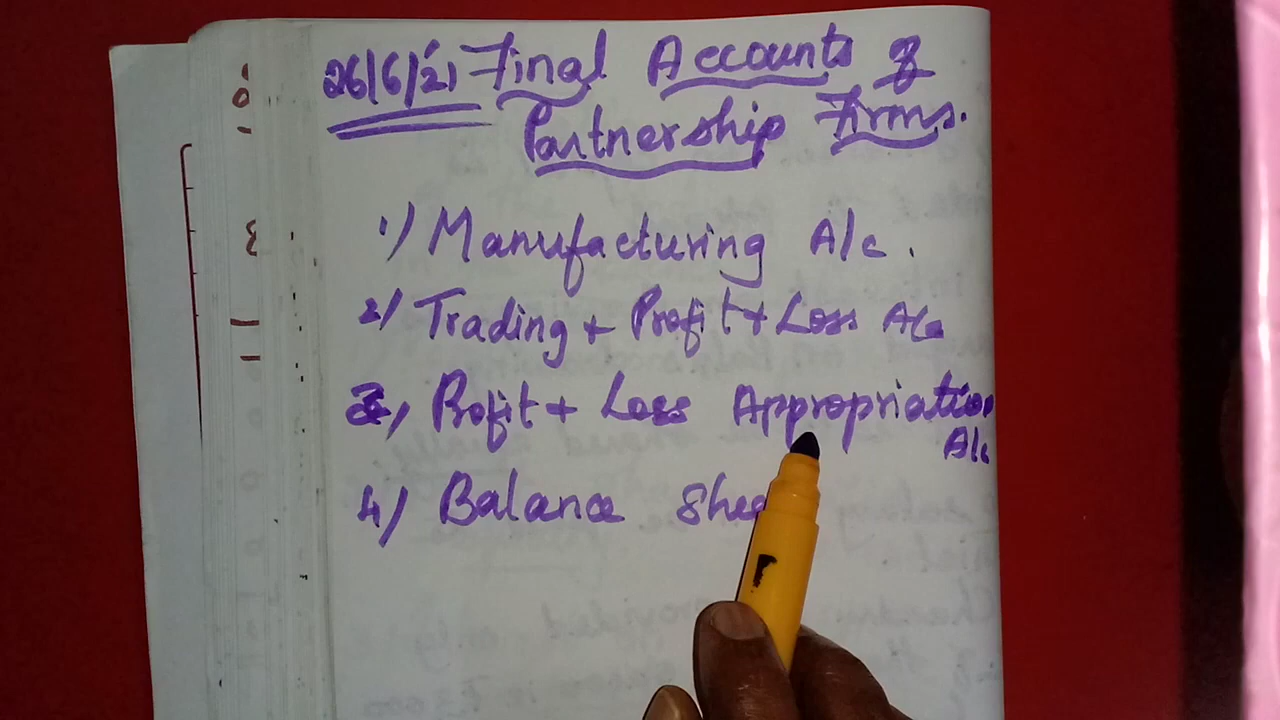 26/6/21 Final Accounts of
Partnership Firms.
1) Manufacturing A/c.
2) Trading + Profit + Loss A/c
3) Profit + Loss Appropriation
A/c
4) Balance Shee